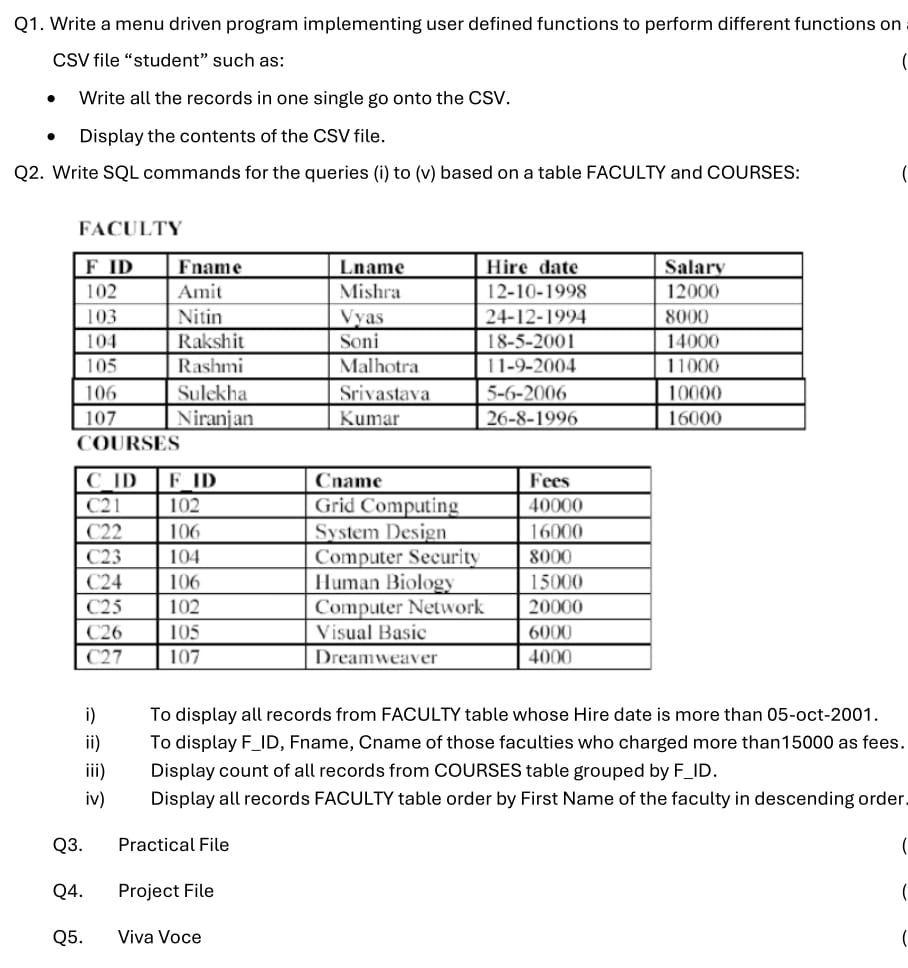 Q1. Write a menu driven program implementing user defined functions to perform different functions on
CSV file “student” such as: (
• Write all the records in one single go onto the CSV.
• Display the contents of the CSV file.
Q2. Write SQL commands for the queries (i) to (v) based on a table FACULTY and COURSES: (
FACULTY
F_ID Fname Lname Hire_date Salary
102 Amit Mishra 12-10-1998 12000
103 Nitin Vyas 24-12-1994 8000
104 Rakshit Soni 18-5-2001 14000
105 Rashmi Malhotra 11-9-2004 11000
106 Sulekha Srivastava 5-6-2006 10000
107 Niranjan Kumar 26-8-1996 16000
COURSES
C_ID F_ID Cname Fees
C21 102 Grid Computing 40000
C22 106 System Design 16000
C23 104 Computer Security 8000
C24 106 Human Biology 15000
C25 102 Computer Network 20000
C26 105 Visual Basic 6000
C27 107 Dreamweaver 4000
i) To display all records from FACULTY table whose Hire date is more than 05-oct-2001.
ii) To display F_ID, Fname, Cname of those faculties who charged more than15000 as fees.
iii) Display count of all records from COURSES table grouped by F_ID.
iv) Display all records FACULTY table order by First Name of the faculty in descending order.
Q3. Practical File (
Q4. Project File (
Q5. Viva Voce (